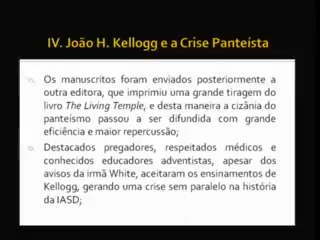 IV. João H. Kellogg e a Crise Panteísta
Os manuscritos foram enviados posteriormente a
outra editora, que imprimiu uma grande tiragem do
livro The Living Temple, e desta maneira a cizânia do
panteísmo passou a ser difundida com grande
eficiência e maior repercussão;
Destacados pregadores, respeitados médicos e
conhecidos educadores adventistas, apesar dos
avisos da irmã White, aceitaram os ensinamentos de
Kellogg, gerando uma crise sem paralelo na história
da IASD;